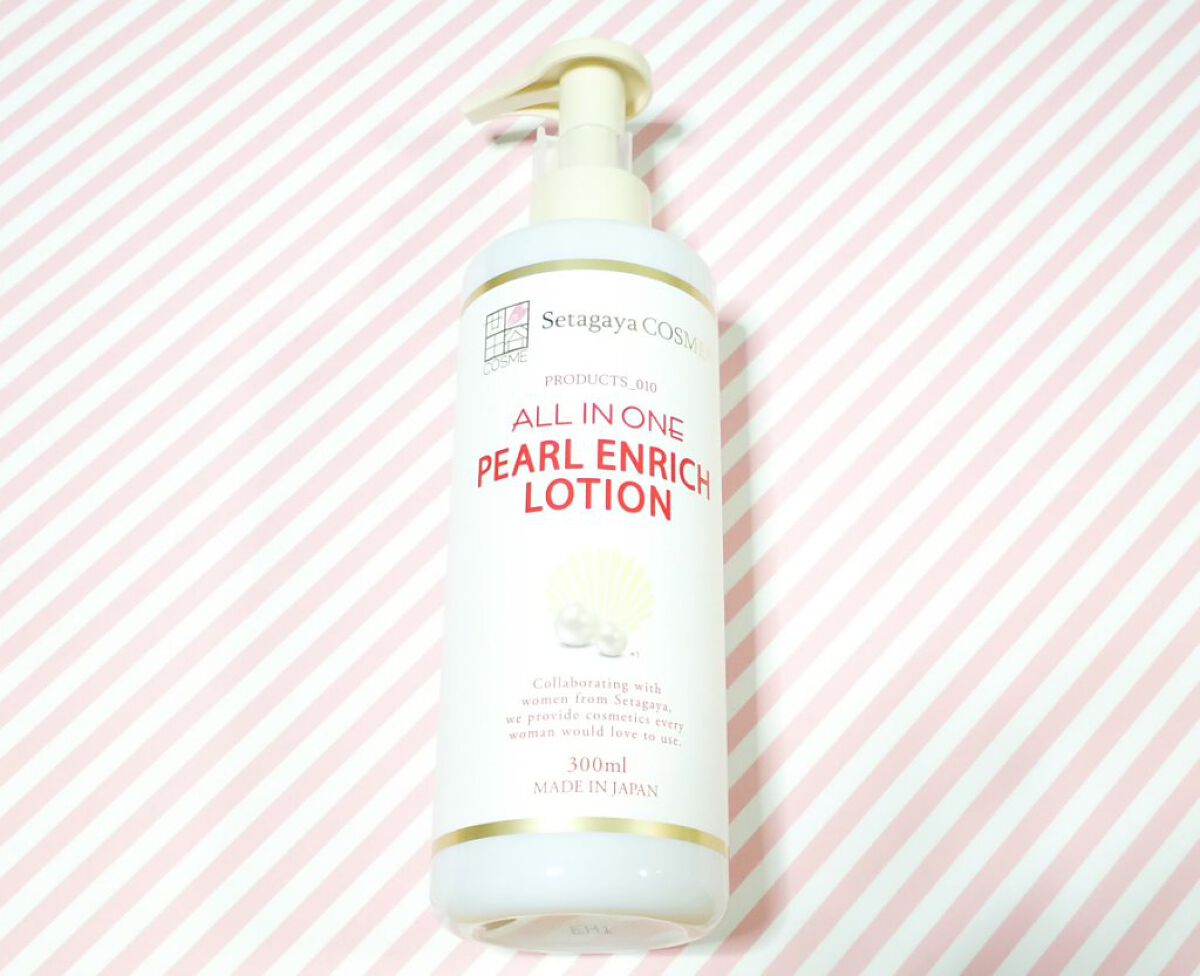 COSME
Setagaya COSME
PRODUCTS_010
ALL IN ONE
PEARL ENRICH
LOTION
*1
Collaborating with
women from Setagaya,
we provide cosmetics every
woman would love to use.
300ml
MADE IN JAPAN